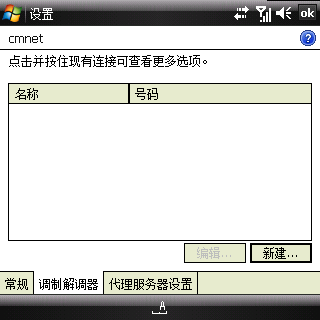 设置 ok
cmnet
点击并按住现有连接可查看更多选项。
名称 号码
编辑... 新建...
常规 调制解调器 代理服务器设置
A